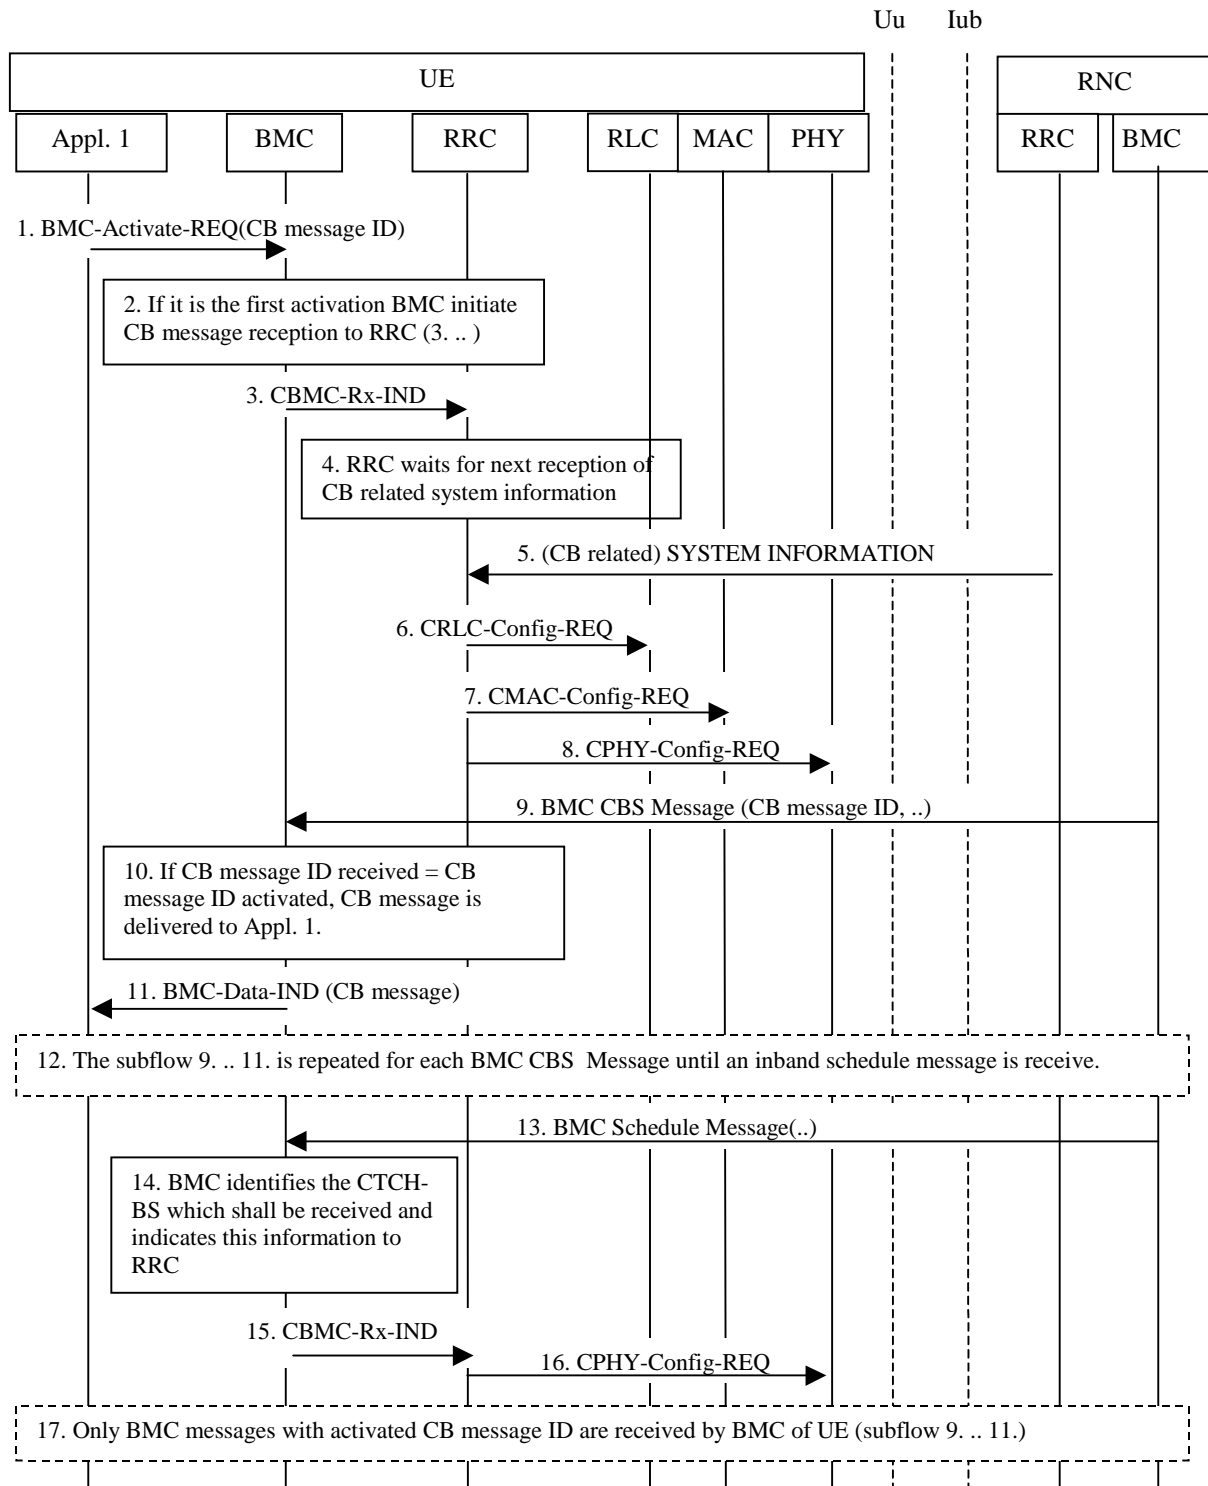 Uu Iub
UE
RNC
Appl. 1 BMC RRC RLC MAC PHY RRC BMC
1. BMC-Activate-REQ(CB message ID)
2. If it is the first activation BMC initiate
CB message reception to RRC (3. .. )
3. CBMC-Rx-IND
4. RRC waits for next reception of
CB related system information
5. (CB related) SYSTEM INFORMATION
6. CRLC-Config-REQ
7. CMAC-Config-REQ
8. CPHY-Config-REQ
9. BMC CBS Message (CB message ID, ..)
10. If CB message ID received = CB
message ID activated, CB message is
delivered to Appl. 1.
11. BMC-Data-IND (CB message)
12. The subflow 9. .. 11. is repeated for each BMC CBS  Message until an inband schedule message is receive.
13. BMC Schedule Message(..)
14. BMC identifies the CTCH-
BS which shall be received and
indicates this information to
RRC
15. CBMC-Rx-IND
16. CPHY-Config-REQ
17. Only BMC messages with activated CB message ID are received by BMC of UE (subflow 9. .. 11.)